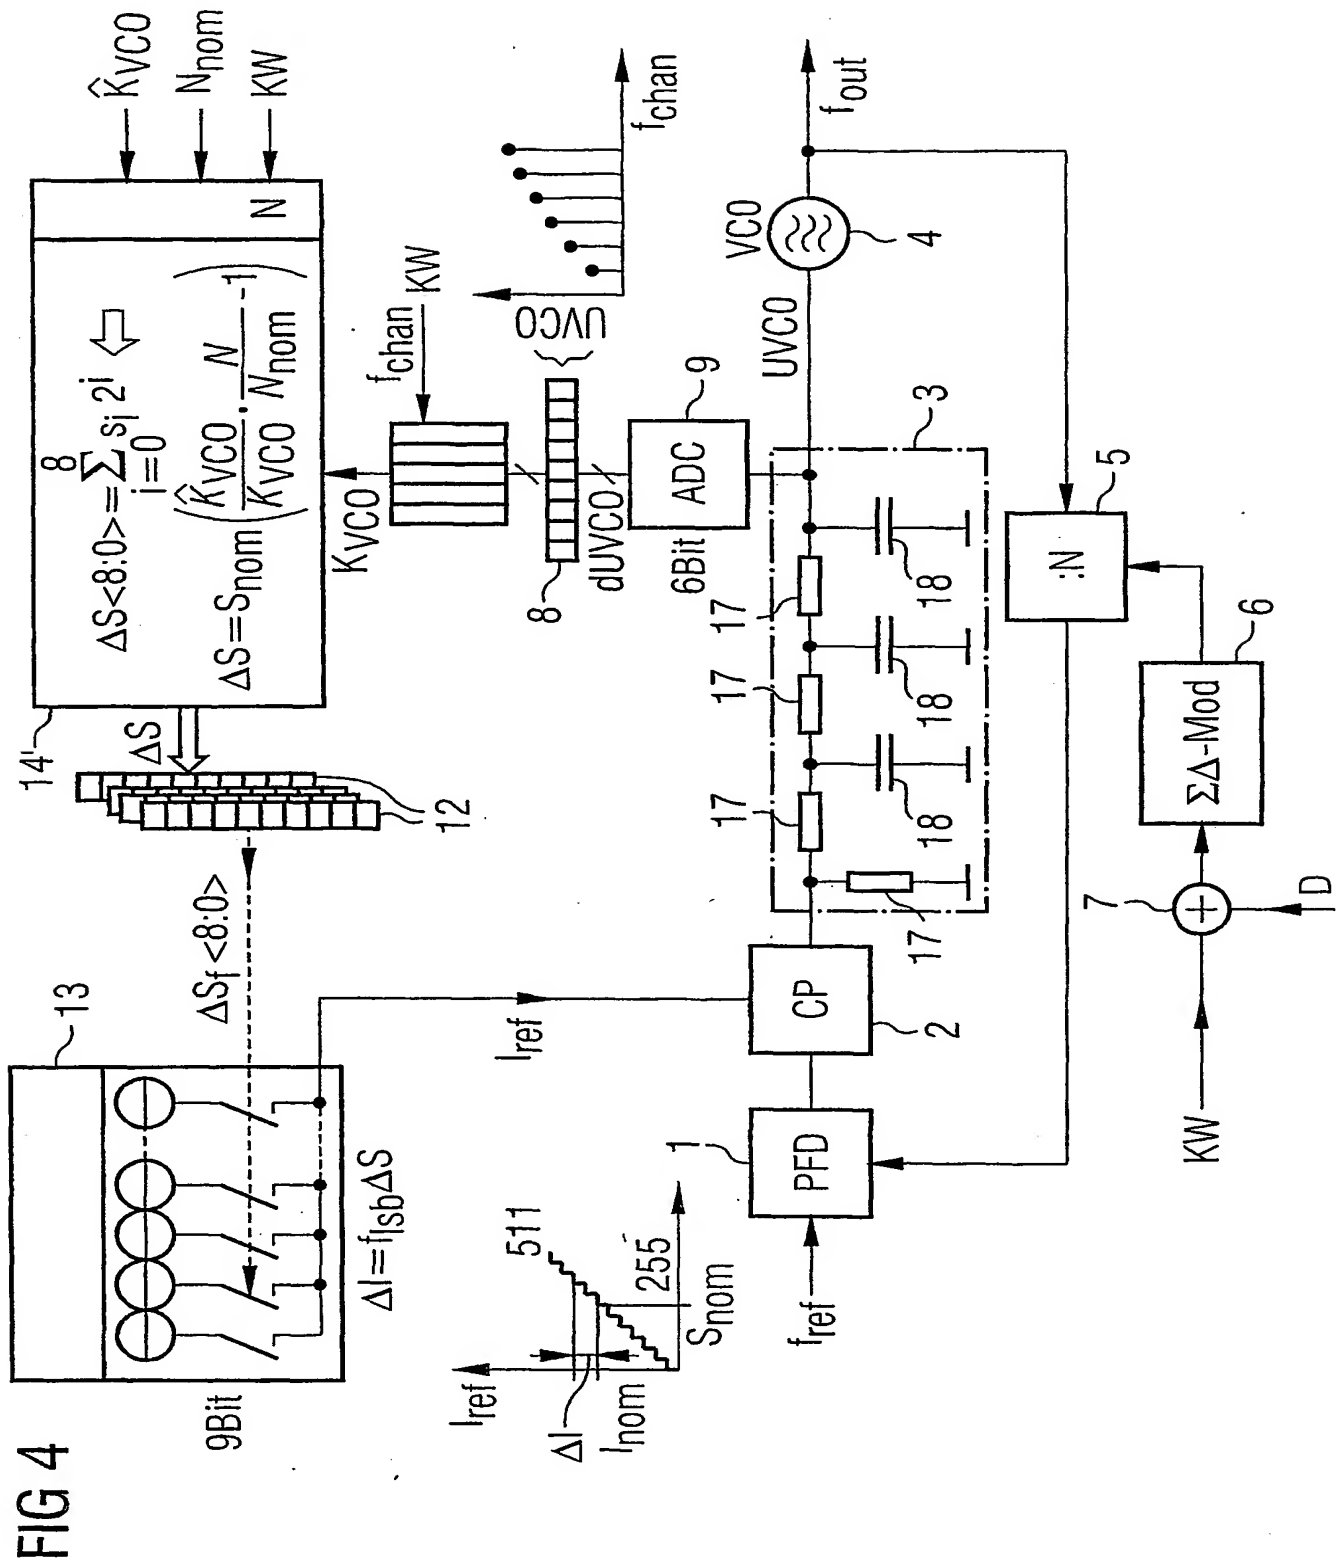 FIG 4
9Bit
13
ΔI=f_lsb ΔS
ΔS_f <8:0>
12
ΔS
14'
ΔS<8:0>=∑ s_i 2^i
8
i=0
ΔS=S_nom (K̂_VCO/K_VCO · N/N_nom -1)
N
K̂_VCO
N_nom
KW
I_ref
ΔI
I_nom
511
255
S_nom
I_ref
K_VCO
f_chan
KW
8
dUVCO
UVCO
f_chan
6Bit
ADC
9
f_ref
PFD
1
CP
2
17
17
17
17
18
18
18
3
UVCO
VCO
4
f_out
:N
5
ΣΔ-Mod
6
7
+
KW
D